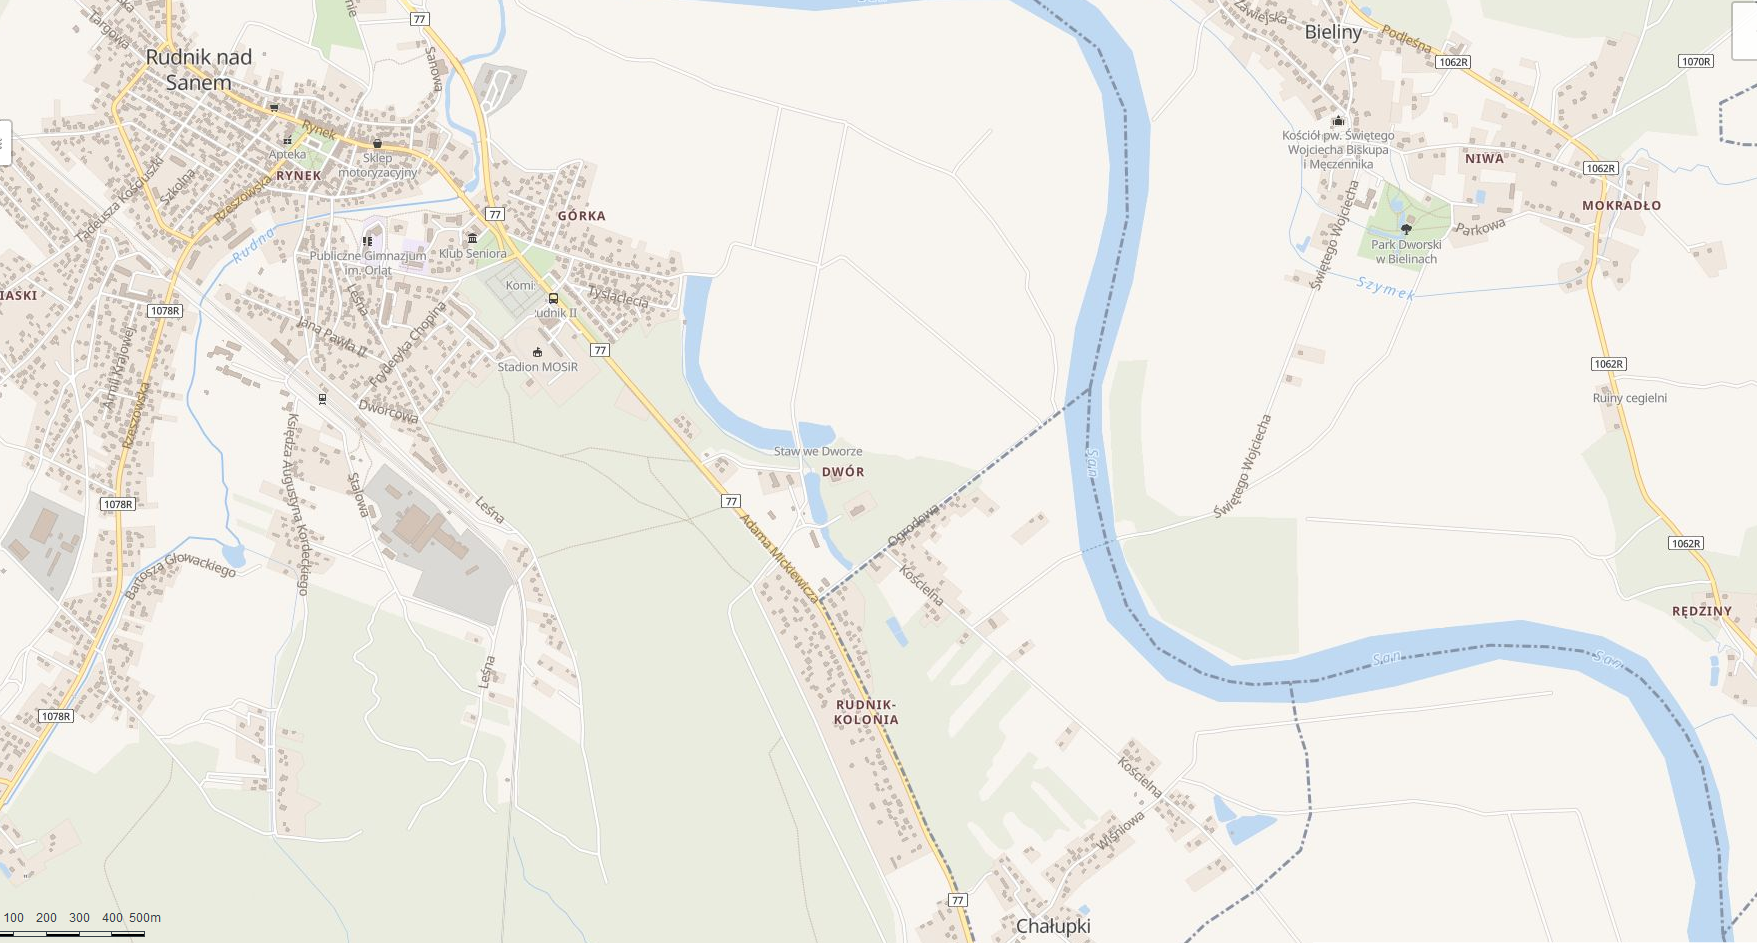 Targowa
Rudnik nad
Sanem
77
Sanowa
Rynek
Apteka
Sklep
motoryzacyjny
RYNEK
Tadeusza Kościuszki
Szkolna
Rzeszowska
Rudna
77
GÓRKA
Publiczne Gimnazjum
im. Orląt
Klub Seniora
Tysiąclecia
Stadion MOSiR
77
1078R
Jana Pawła II
Leśna
Fryderyka Chopina
Armii Krajowej
Rzeszowska
Dworcowa
Księdza Augustyna Kordeckiego
Stalowa
Leśna
1078R
Bartosza Głowackiego
Leśna
1078R
Staw we Dworze
DWÓR
77
Adama Mickiewicza
Ogrodowa
Kościelna
RUDNIK-
KOLONIA
Kościelna
Wiśniowa
77
Chałupki
San
San
San
Zawiejska
Bieliny
Podleśna
1062R
1070R
Kościół pw. Świętego
Wojciecha Biskupa
i Męczennika
NIWA
1062R
MOKRADŁO
Parkowa
Park Dworski
w Bielinach
Świętego Wojciecha
Szymek
1062R
Ruiny cegielni
Świętego Wojciecha
1062R
RĘDZINY
100 200 300 400 500m